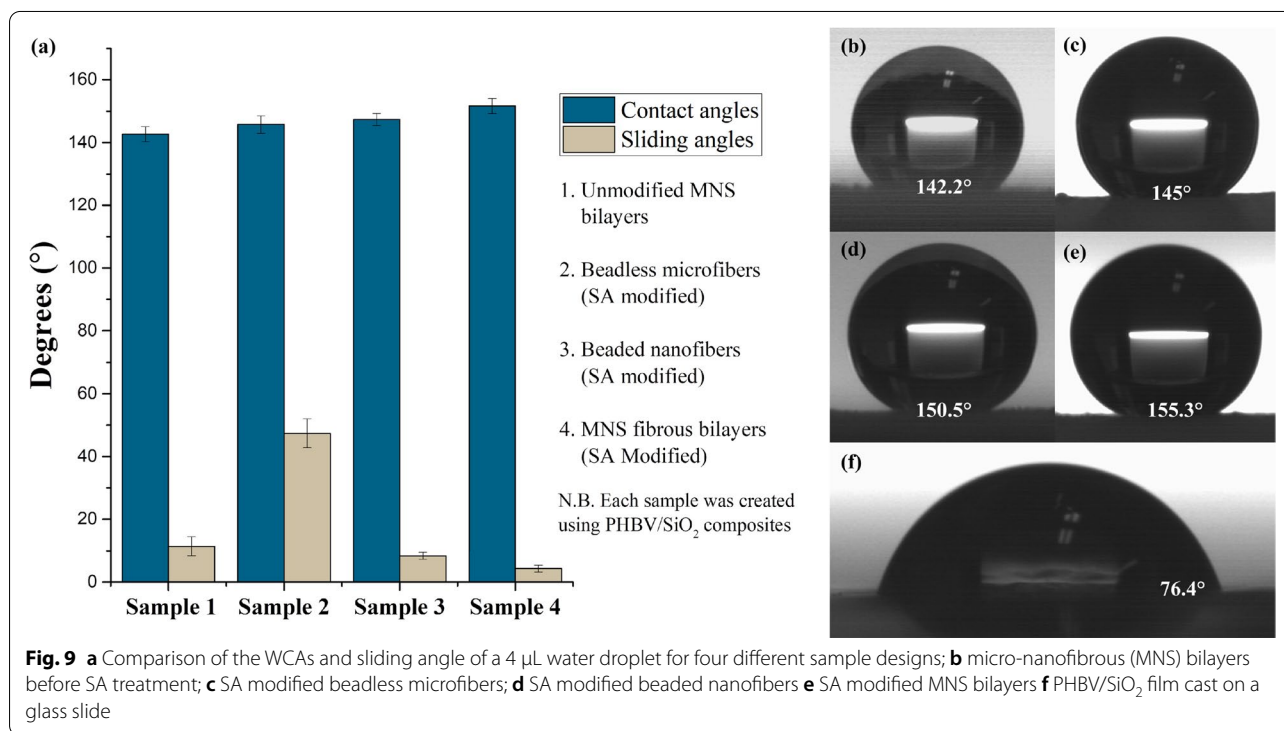 (a)
160
140
120
100
80
60
40
20
0
Degrees (°)
Sample 1 Sample 2 Sample 3 Sample 4
Contact angles
Sliding angles
1. Unmodified MNS
bilayers
2. Beadless microfibers
(SA modified)
3. Beaded nanofibers
(SA modified)
4. MNS fibrous bilayers
(SA Modified)
N.B. Each sample was created
using PHBV/SiO₂ composites
(b)
142.2°
(c)
145°
(d)
150.5°
(e)
155.3°
(f)
76.4°
Fig. 9 a Comparison of the WCAs and sliding angle of a 4 μL water droplet for four different sample designs; b micro-nanofibrous (MNS) bilayers
before SA treatment; c SA modified beadless microfibers; d SA modified beaded nanofibers e SA modified MNS bilayers f PHBV/SiO₂ film cast on a
glass slide